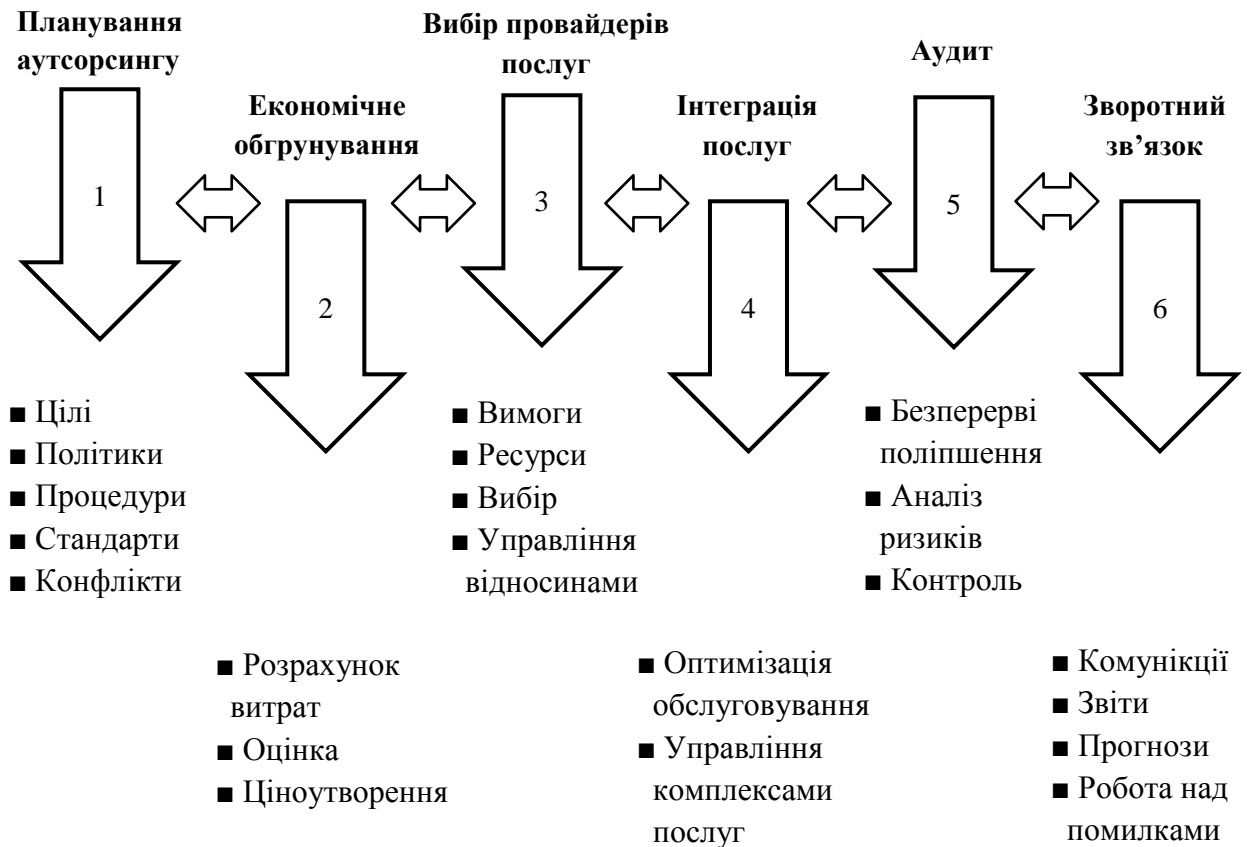 Планування
аутсорсингу
1
■ Цілі
■ Політики
■ Процедури
■ Стандарти
■ Конфлікти
Економічне
обгрунування
2
■ Розрахунок
витрат
■ Оцінка
■ Ціноутворення
Вибір провайдерів
послуг
3
■ Вимоги
■ Ресурси
■ Вибір
■ Управління
відносинами
Інтеграція
послуг
4
■ Оптимізація
обслуговування
■ Управління
комплексами
послуг
Аудит
5
■ Безперерві
поліпшення
■ Аналіз
ризиків
■ Контроль
Зворотний
зв’язок
6
■ Комунікції
■ Звіти
■ Прогнози
■ Робота над
помилками